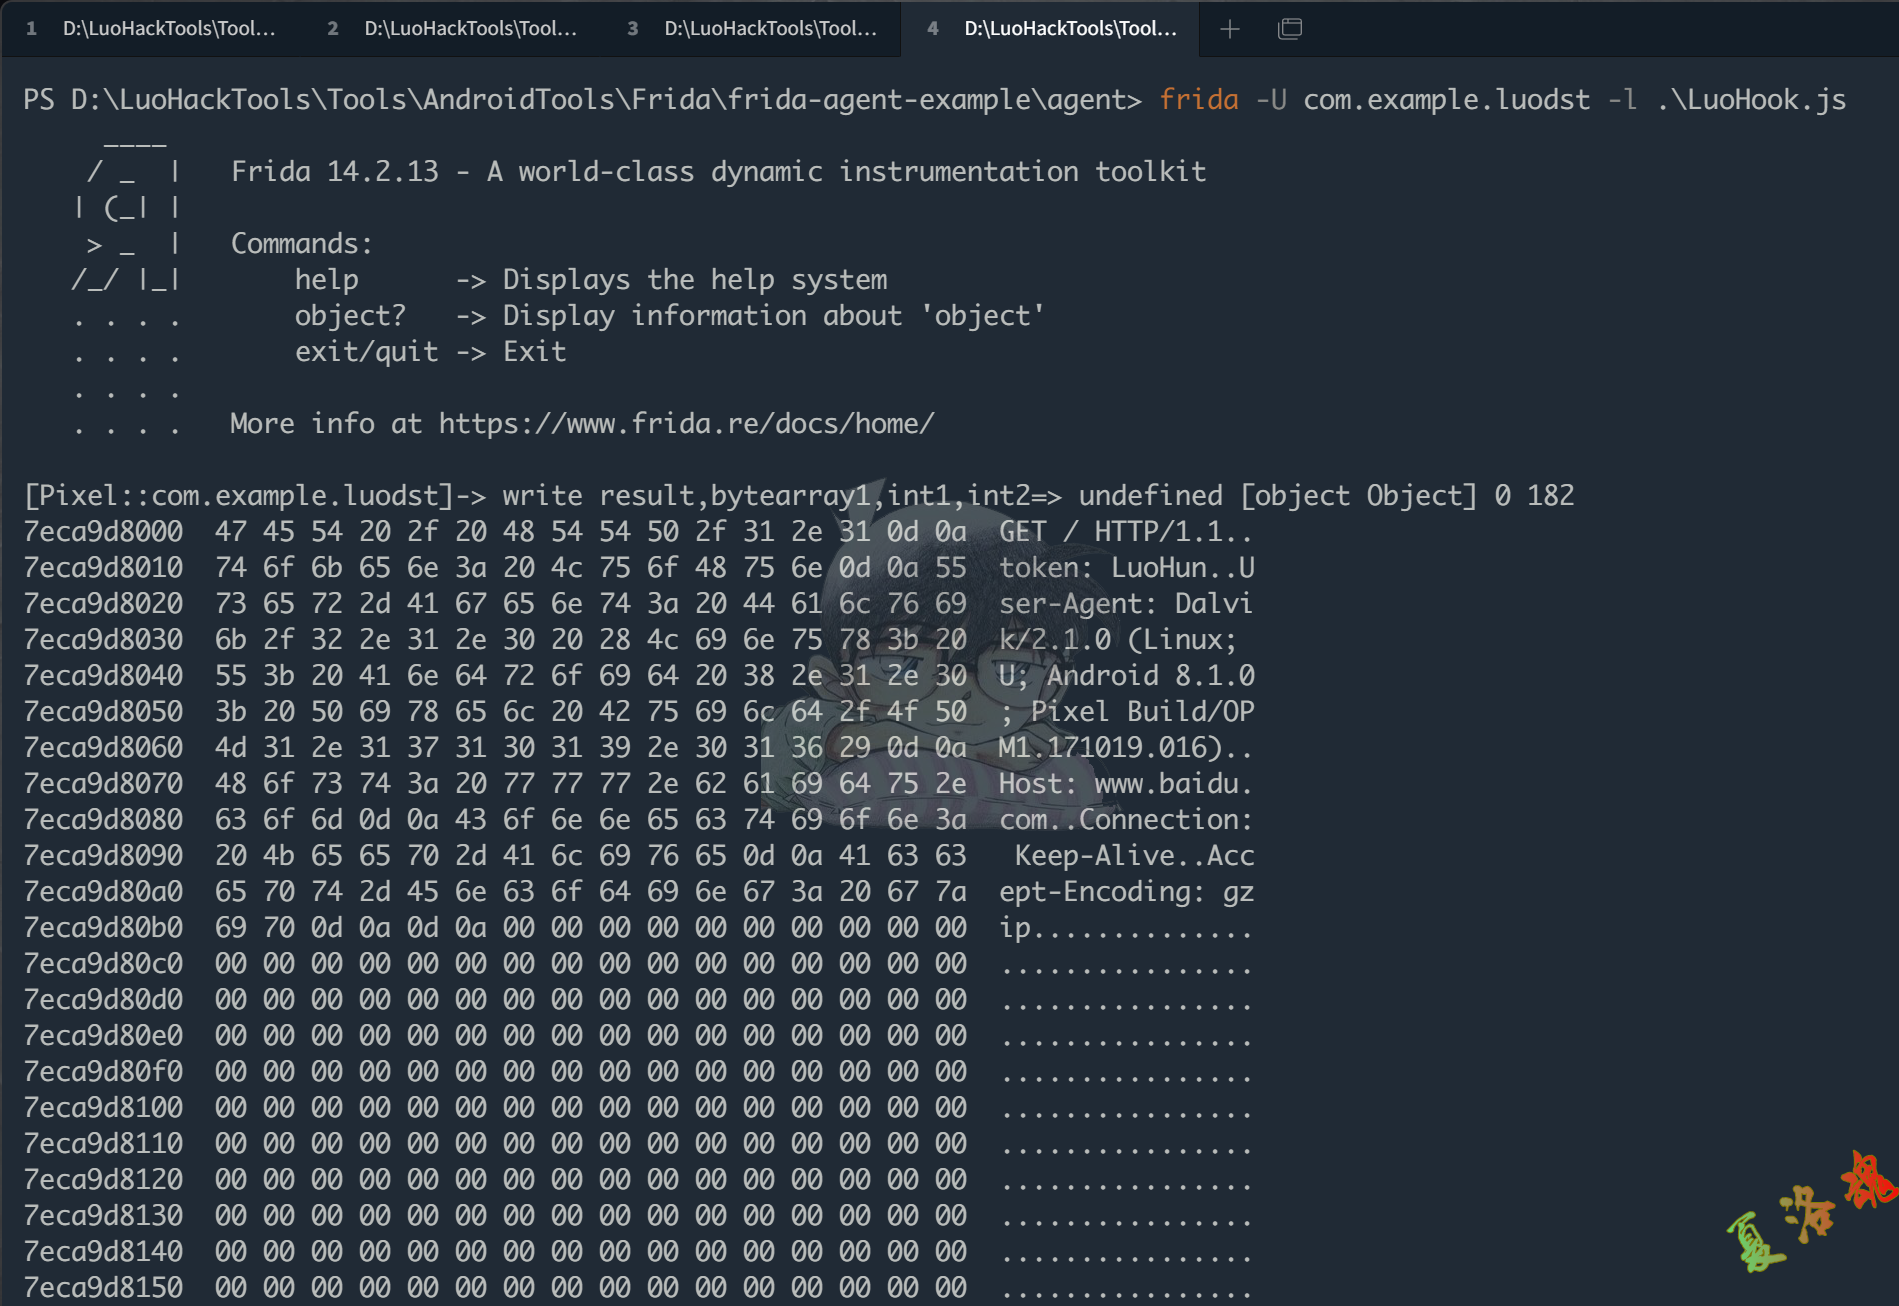 1 D:\LuoHackTools\Tool... 2 D:\LuoHackTools\Tool... 3 D:\LuoHackTools\Tool... 4 D:\LuoHackTools\Tool...
PS D:\LuoHackTools\Tools\AndroidTools\Frida\frida-agent-example\agent> frida -U com.example.luodst -l .\LuoHook.js
     ____
    / _  |   Frida 14.2.13 - A world-class dynamic instrumentation toolkit
   | (_| |
    > _  |   Commands:
   /_/ |_|       help      -> Displays the help system
   . . . .       object?   -> Display information about 'object'
   . . . .       exit/quit -> Exit
   . . . .
   . . . .   More info at https://www.frida.re/docs/home/
[Pixel::com.example.luodst]-> write result,bytearray1,int1,int2=> undefined [object Object] 0 182
7eca9d8000  47 45 54 20 2f 20 48 54 54 50 2f 31 2e 31 0d 0a  GET / HTTP/1.1..
7eca9d8010  74 6f 6b 65 6e 3a 20 4c 75 6f 48 75 6e 0d 0a 55  token: LuoHun..U
7eca9d8020  73 65 72 2d 41 67 65 6e 74 3a 20 44 61 6c 76 69  ser-Agent: Dalvi
7eca9d8030  6b 2f 32 2e 31 2e 30 20 28 4c 69 6e 75 78 3b 20  k/2.1.0 (Linux; 
7eca9d8040  55 3b 20 41 6e 64 72 6f 69 64 20 38 2e 31 2e 30  U; Android 8.1.0
7eca9d8050  3b 20 50 69 78 65 6c 20 42 75 69 6c 64 2f 4f 50  ; Pixel Build/OP
7eca9d8060  4d 31 2e 31 37 31 30 31 39 2e 30 31 36 29 0d 0a  M1.171019.016)..
7eca9d8070  48 6f 73 74 3a 20 77 77 77 2e 62 61 69 64 75 2e  Host: www.baidu.
7eca9d8080  63 6f 6d 0d 0a 43 6f 6e 6e 65 63 74 69 6f 6e 3a  com..Connection:
7eca9d8090  20 4b 65 65 70 2d 41 6c 69 76 65 0d 0a 41 63 63   Keep-Alive..Acc
7eca9d80a0  65 70 74 2d 45 6e 63 6f 64 69 6e 67 3a 20 67 7a  ept-Encoding: gz
7eca9d80b0  69 70 0d 0a 0d 0a 00 00 00 00 00 00 00 00 00 00  ip..............
7eca9d80c0  00 00 00 00 00 00 00 00 00 00 00 00 00 00 00 00  ................
7eca9d80d0  00 00 00 00 00 00 00 00 00 00 00 00 00 00 00 00  ................
7eca9d80e0  00 00 00 00 00 00 00 00 00 00 00 00 00 00 00 00  ................
7eca9d80f0  00 00 00 00 00 00 00 00 00 00 00 00 00 00 00 00  ................
7eca9d8100  00 00 00 00 00 00 00 00 00 00 00 00 00 00 00 00  ................
7eca9d8110  00 00 00 00 00 00 00 00 00 00 00 00 00 00 00 00  ................
7eca9d8120  00 00 00 00 00 00 00 00 00 00 00 00 00 00 00 00  ................
7eca9d8130  00 00 00 00 00 00 00 00 00 00 00 00 00 00 00 00  ................
7eca9d8140  00 00 00 00 00 00 00 00 00 00 00 00 00 00 00 00  ................
7eca9d8150  00 00 00 00 00 00 00 00 00 00 00 00 00 00 00 00  ................
夏洛魂